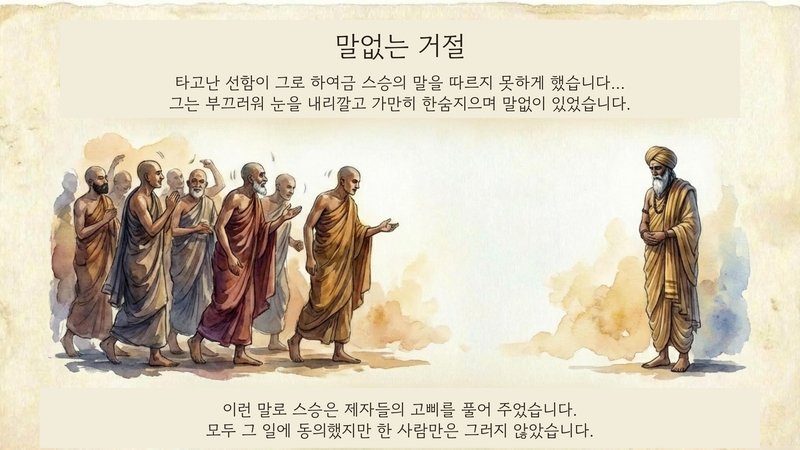 말없는 거절
타고난 선함이 그로 하여금 스승의 말을 따르지 못하게 했습니다...
그는 부끄러워 눈을 내리깔고 가만히 한숨지으며 말없이 있었습니다.
이런 말로 스승은 제자들의 고삐를 풀어 주었습니다.
모두 그 일에 동의했지만 한 사람만은 그러지 않았습니다.